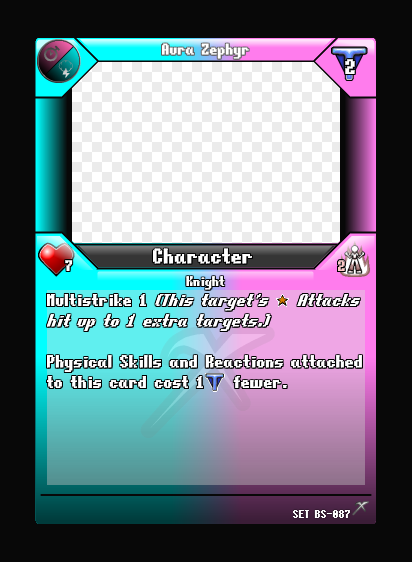 Aura Zephyr
2
Character
7
2
Knight
Multistrike 1 (This target's ★ Attacks
hit up to 1 extra targets.)
Physical Skills and Reactions attached
to this card cost 1 fewer.
SET BS-087